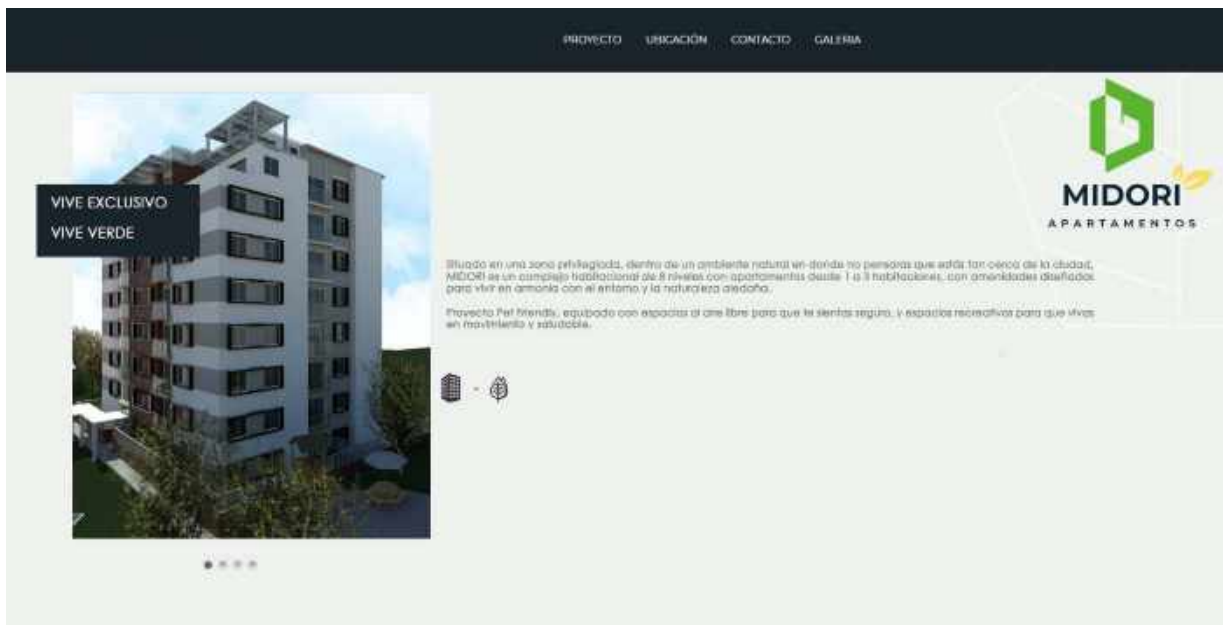 PROYECTO UBICACIÓN CONTACTO GALERIA
MIDORI
APARTAMENTOS
VIVE EXCLUSIVO
VIVE VERDE
Situado en una zona privilegiada, dentro de un ambiente natural en donde no pensaras que estás tan cerca de la ciudad,
MIDORI es un complejo habitacional de 8 niveles con apartamentos desde 1 a 3 habitaciones, con amenidades diseñadas
para vivir en armonía con el entorno y la naturaleza aledaña.
Proyecto Pet Friendly, equipado con espacios al aire libre para que te sientas seguro, y espacios recreativos para que vivas
en movimiento y saludable.